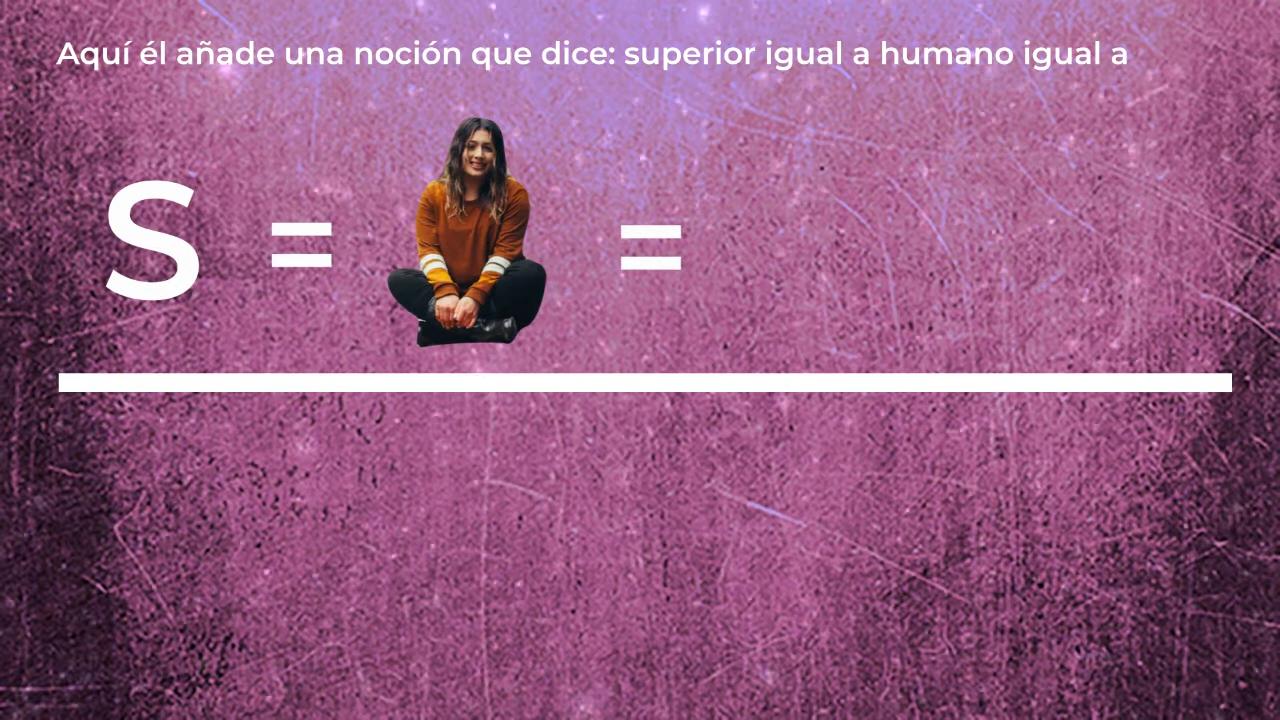 Aquí él añade una noción que dice: superior igual a humano igual a
S = =